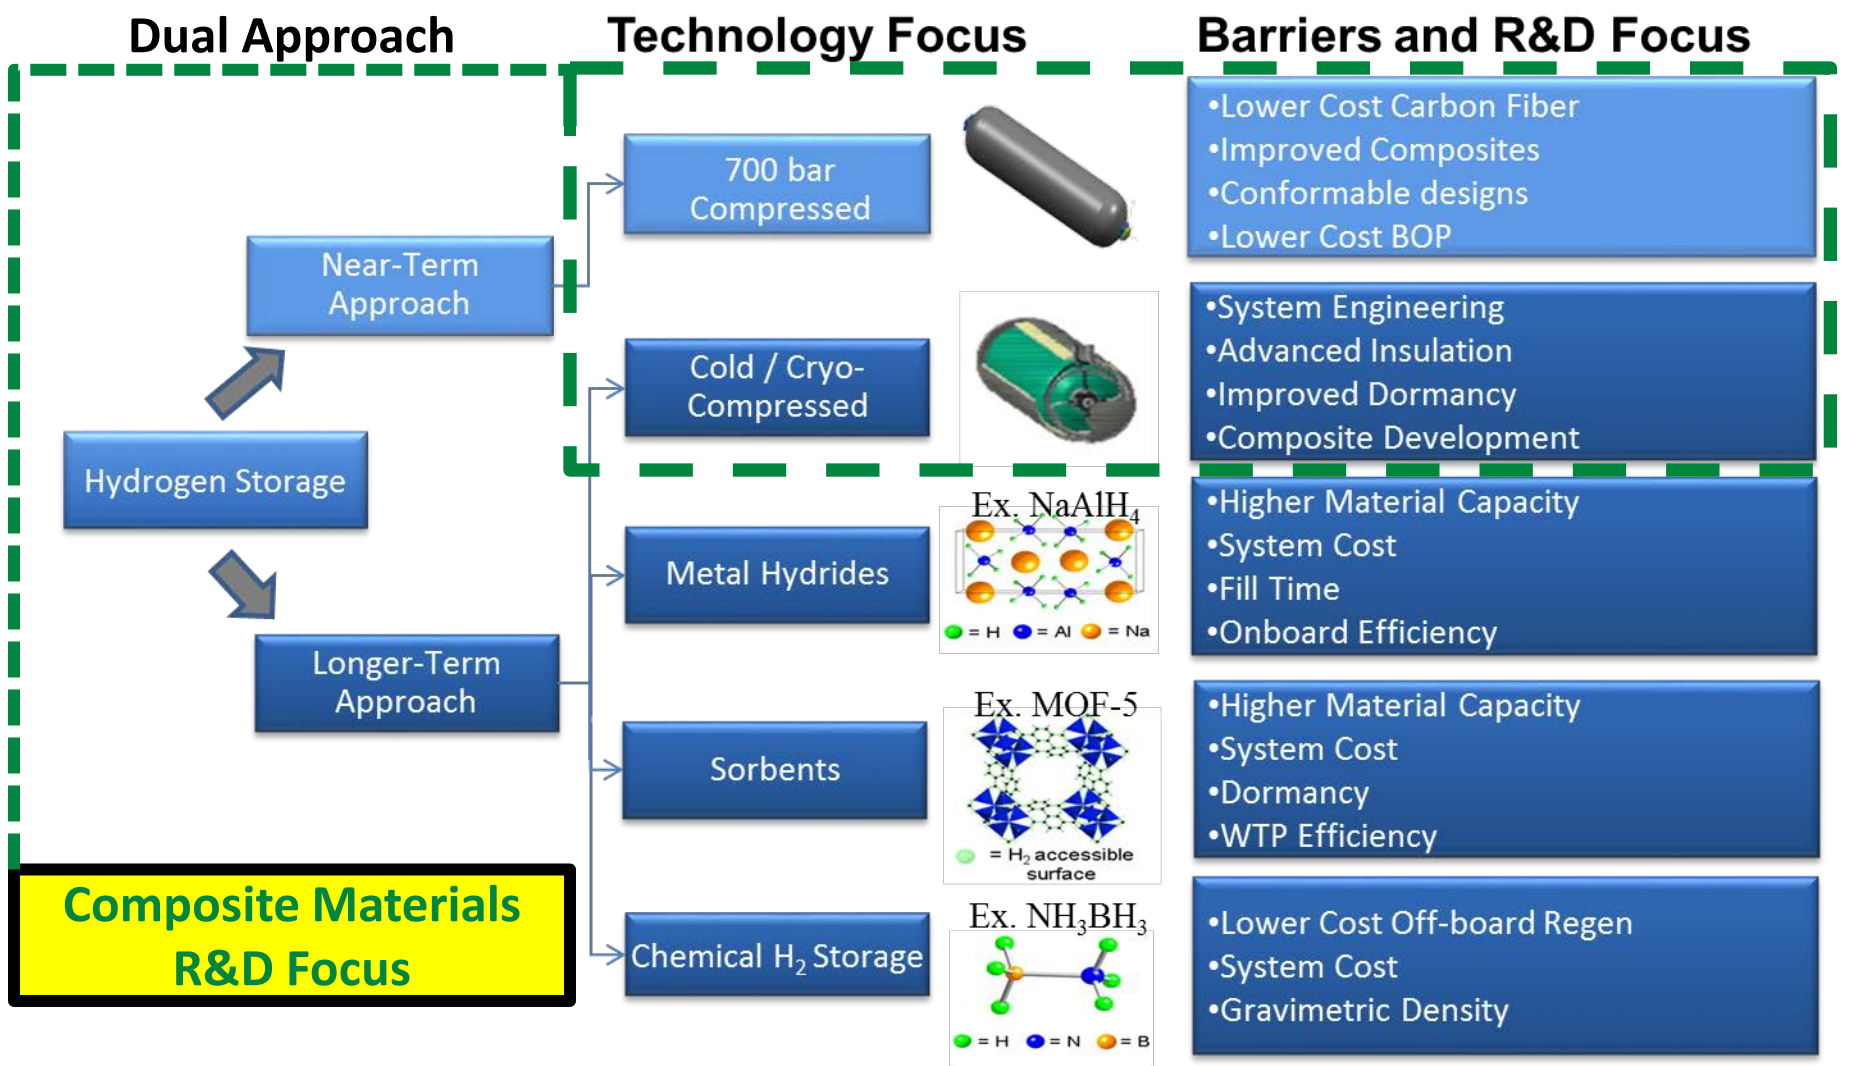 Dual Approach
Technology Focus
Barriers and R&D Focus
Hydrogen Storage
Near-Term
Approach
Longer-Term
Approach
Composite Materials
R&D Focus
700 bar
Compressed
•Lower Cost Carbon Fiber
•Improved Composites
•Conformable designs
•Lower Cost BOP
Cold / Cryo-
Compressed
•System Engineering
•Advanced Insulation
•Improved Dormancy
•Composite Development
Metal Hydrides
Ex. NaAlH4
= H = Al = Na
•Higher Material Capacity
•System Cost
•Fill Time
•Onboard Efficiency
Sorbents
Ex. MOF-5
= H2 accessible
surface
•Higher Material Capacity
•System Cost
•Dormancy
•WTP Efficiency
Chemical H2 Storage
Ex. NH3BH3
= H = N = B
•Lower Cost Off-board Regen
•System Cost
•Gravimetric Density